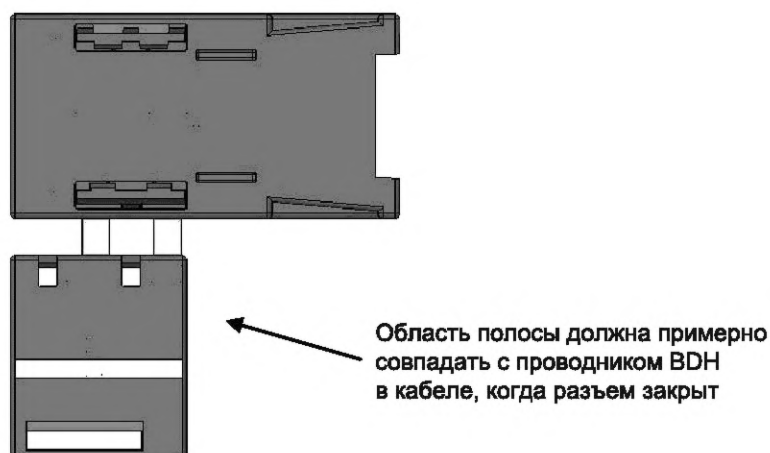 Область полосы должна примерно
совпадать с проводником BDH
в кабеле, когда разъем закрыт